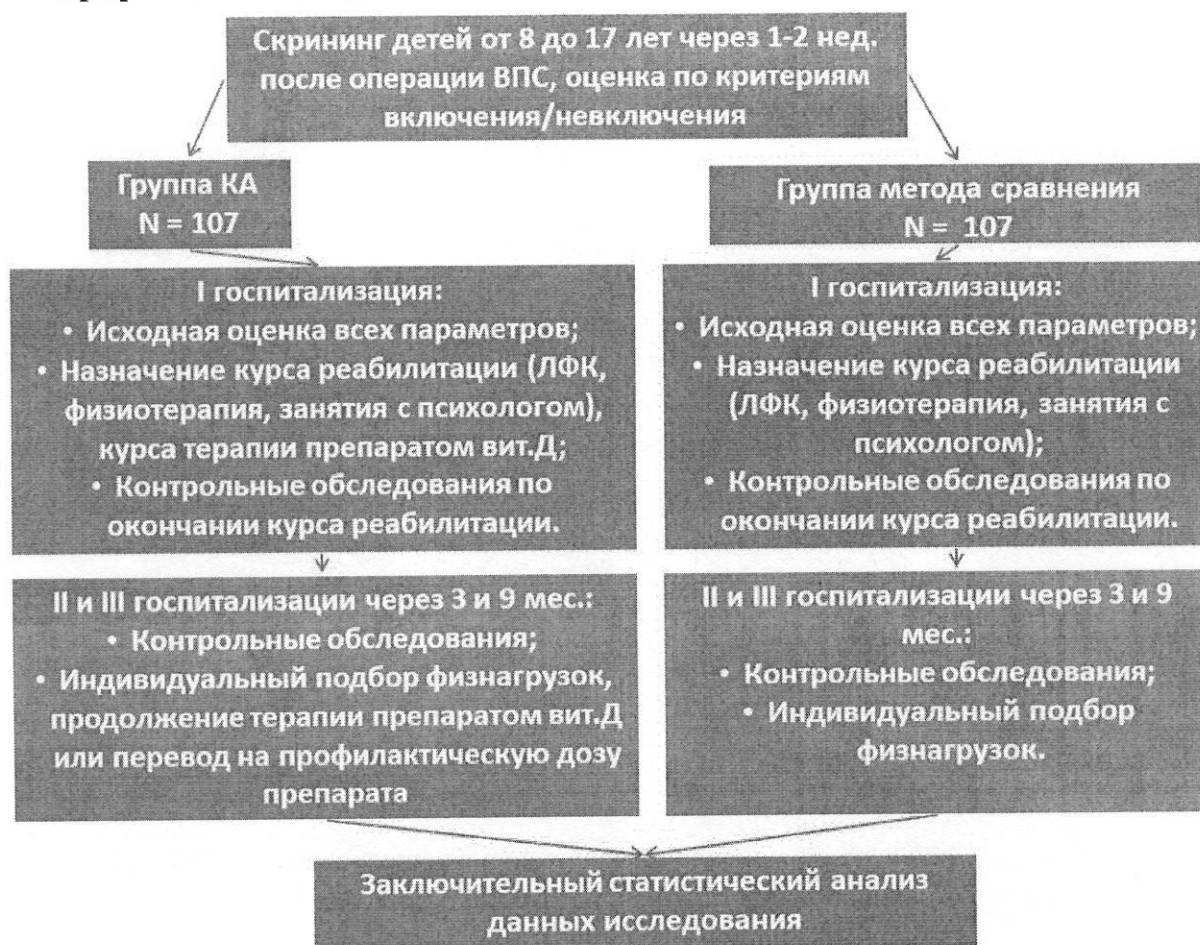 Скрининг детей от 8 до 17 лет через 1-2 нед.
после операции ВПС, оценка по критериям
включения/невключения
Группа КА
N = 107
Группа метода сравнения
N = 107
I госпитализация:
• Исходная оценка всех параметров;
• Назначение курса реабилитации (ЛФК,
физиотерапия, занятия с психологом),
курса терапии препаратом вит.Д;
• Контрольные обследования по
окончании курса реабилитации.
I госпитализация:
• Исходная оценка всех параметров;
• Назначение курса реабилитации
(ЛФК, физиотерапия, занятия с
психологом);
• Контрольные обследования по
окончании курса реабилитации.
II и III госпитализации через 3 и 9 мес.:
• Контрольные обследования;
• Индивидуальный подбор физнагрузок,
продолжение терапии препаратом вит.Д
или перевод на профилактическую дозу
препарата
II и III госпитализации через 3 и 9
мес.:
• Контрольные обследования;
• Индивидуальный подбор
физнагрузок.
Заключительный статистический анализ
данных исследования